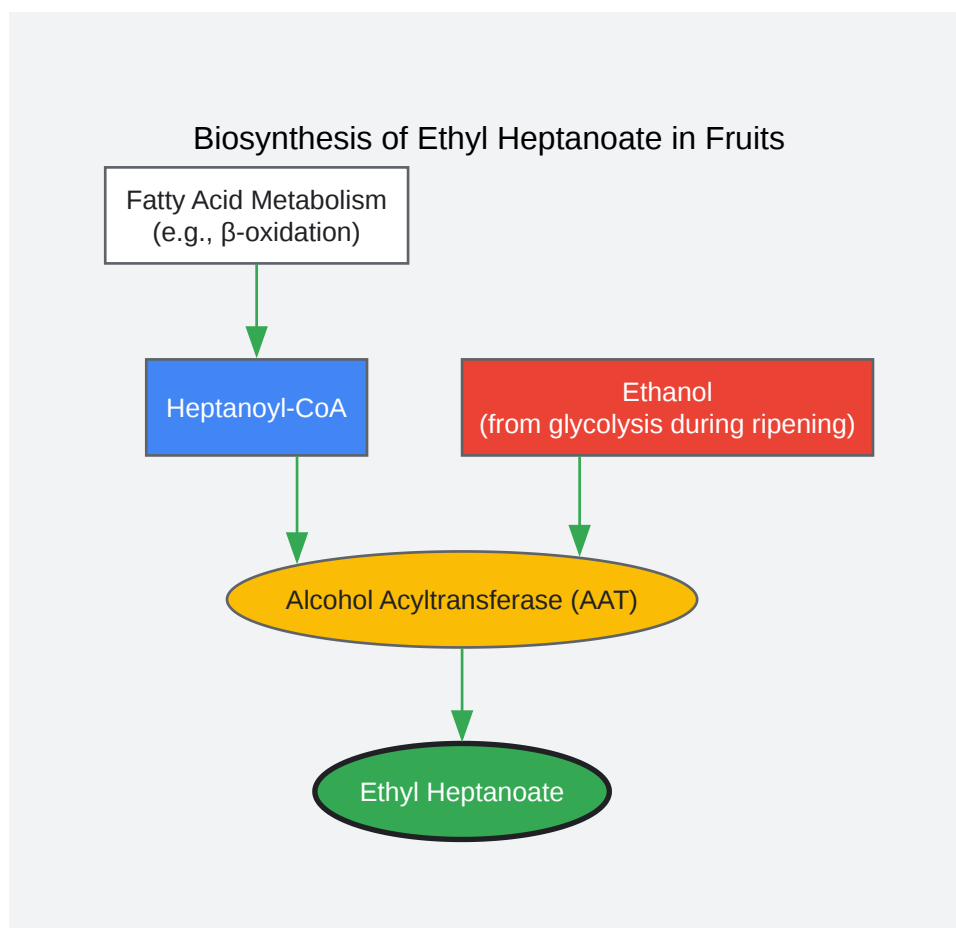 Biosynthesis of Ethyl Heptanoate in Fruits
Fatty Acid Metabolism
(e.g., β-oxidation)
Heptanoyl-CoA
Ethanol
(from glycolysis during ripening)
Alcohol Acyltransferase (AAT)
Ethyl Heptanoate